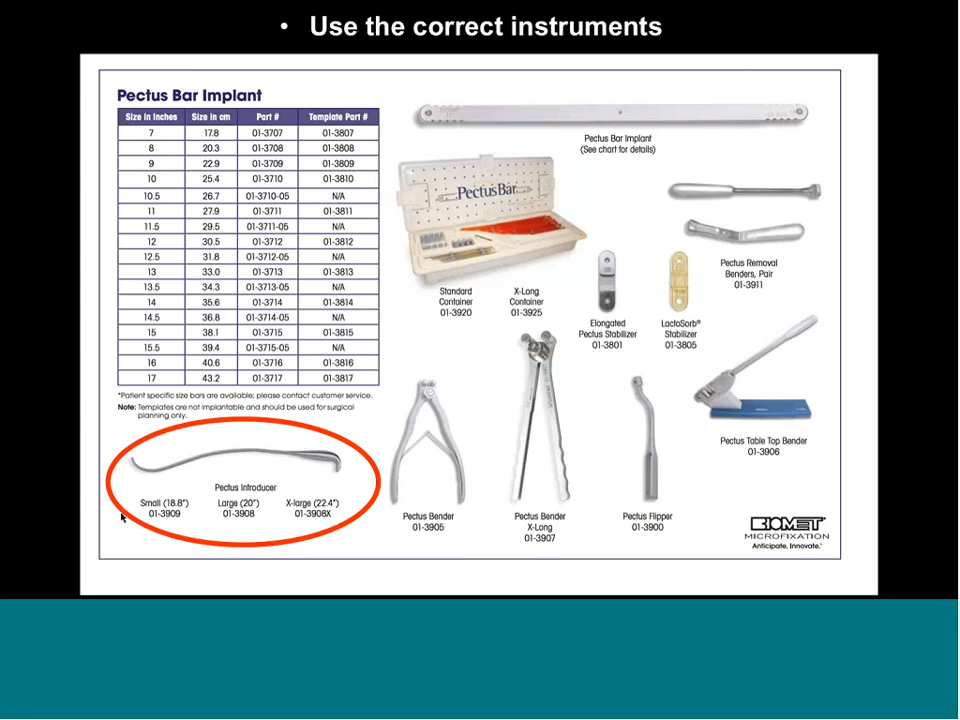 • Use the correct instruments
Pectus Bar Implant
Size in Inches Size in cm Part # Template Part #
7 17.8 01-3707 01-3807
8 20.3 01-3708 01-3808
9 22.9 01-3709 01-3809
10 25.4 01-3710 01-3810
10.5 26.7 01-3710-05 N/A
11 27.9 01-3711 01-3811
11.5 29.5 01-3711-05 N/A
12 30.5 01-3712 01-3812
12.5 31.8 01-3712-05 N/A
13 33.0 01-3713 01-3813
13.5 34.3 01-3713-05 N/A
14 35.6 01-3714 01-3814
14.5 36.8 01-3714-05 N/A
15 38.1 01-3715 01-3815
15.5 39.4 01-3715-05 N/A
16 40.6 01-3716 01-3816
17 43.2 01-3717 01-3817
*Patient specific size bars are available; please contact customer service.
Note: Templates are not implantable and should be used for surgical
planning only.
Pectus Introducer
Small (18.8") Large (20") X-large (22.4")
01-3909 01-3908 01-3908X
Pectus Bar Implant
(See chart for details)
Pectus Bar
Standard
Container
01-3920
X-Long
Container
01-3925
Elongated
Pectus Stabilizer
01-3801
LactoSorb®
Stabilizer
01-3805
Pectus Removal
Benders, Pair
01-3911
Pectus Table Top Bender
01-3906
Pectus Bender
01-3905
Pectus Bender
X-Long
01-3907
Pectus Flipper
01-3900
BIOMET
MICROFIXATION
Anticipate. Innovate.™